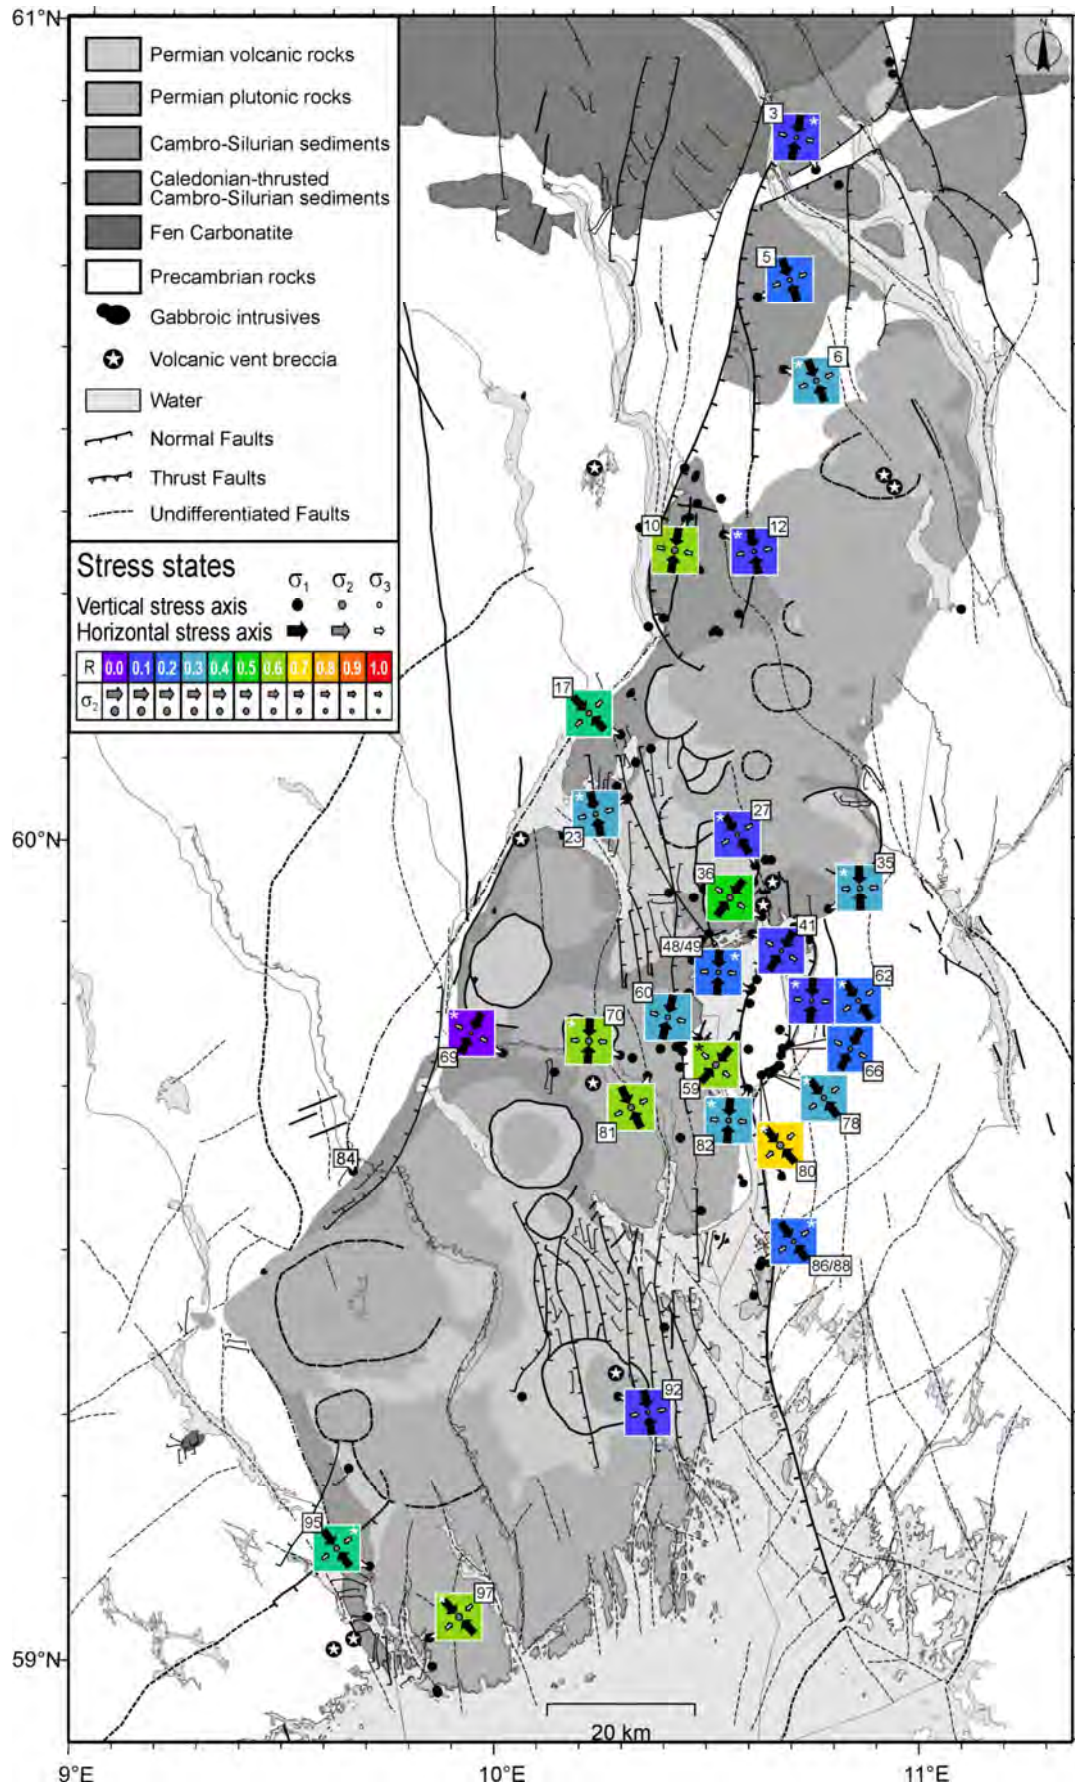 61°N
Permian volcanic rocks
Permian plutonic rocks
Cambro-Silurian sediments
Caledonian-thrusted
Cambro-Silurian sediments
Fen Carbonatite
Precambrian rocks
Gabbroic intrusives
Volcanic vent breccia
Water
Normal Faults
Thrust Faults
Undifferentiated Faults
Stress states
σ1 σ2 σ3
Vertical stress axis
Horizontal stress axis
R 0.0 0.1 0.2 0.3 0.4 0.5 0.6 0.7 0.8 0.9 1.0
σ2
N
3
5
6
10
12
17
60°N
23
27
36
35
41
48/49
62
60
70
69
59
66
81
82
78
80
84
86/88
92
95
97
59°N
20 km
9°E
10°E
11°E